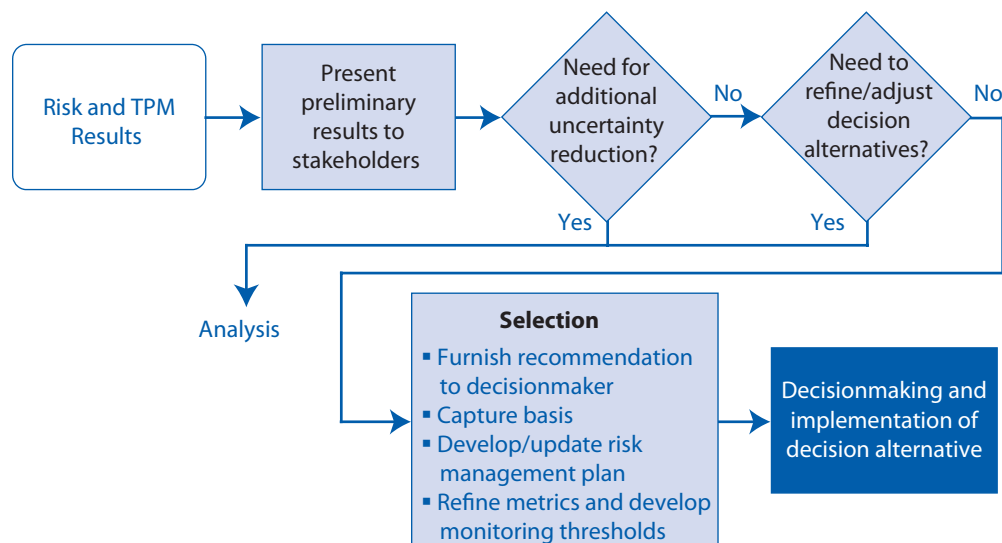 Risk and TPM
Results
Present
preliminary
results to
stakeholders
Need for
additional
uncertainty
reduction?
No
Need to
refine/adjust
decision
alternatives?
No
Yes
Yes
Analysis
Selection
▪ Furnish recommendation
to decisionmaker
▪ Capture basis
▪ Develop/update risk
management plan
▪ Refine metrics and develop
monitoring thresholds
Decisionmaking and
implementation of
decision alternative